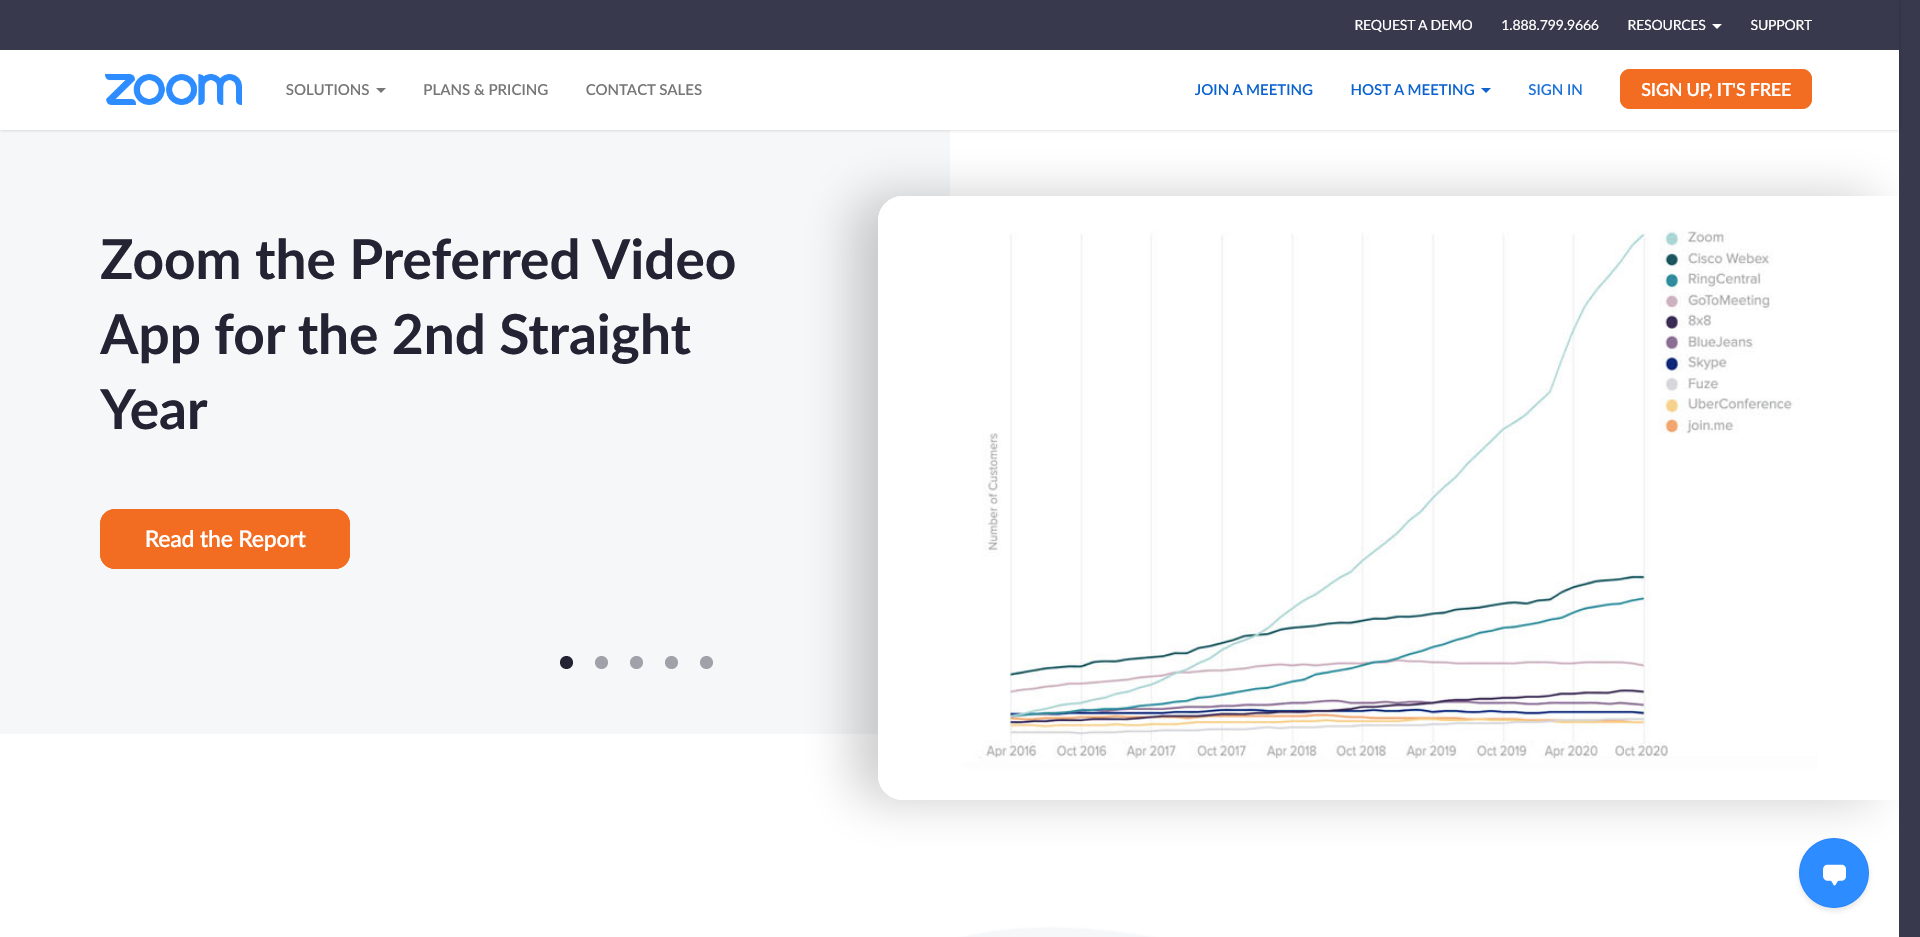 REQUEST A DEMO 1.888.799.9666 RESOURCES SUPPORT
zoom SOLUTIONS PLANS & PRICING CONTACT SALES JOIN A MEETING HOST A MEETING SIGN IN SIGN UP, IT'S FREE
Zoom the Preferred Video
App for the 2nd Straight
Year
Read the Report
Zoom
Cisco Webex
RingCentral
GoToMeeting
8x8
BlueJeans
Skype
Fuze
UberConference
join.me
Number of Customers
Apr 2016 Oct 2016 Apr 2017 Oct 2017 Apr 2018 Oct 2018 Apr 2019 Oct 2019 Apr 2020 Oct 2020